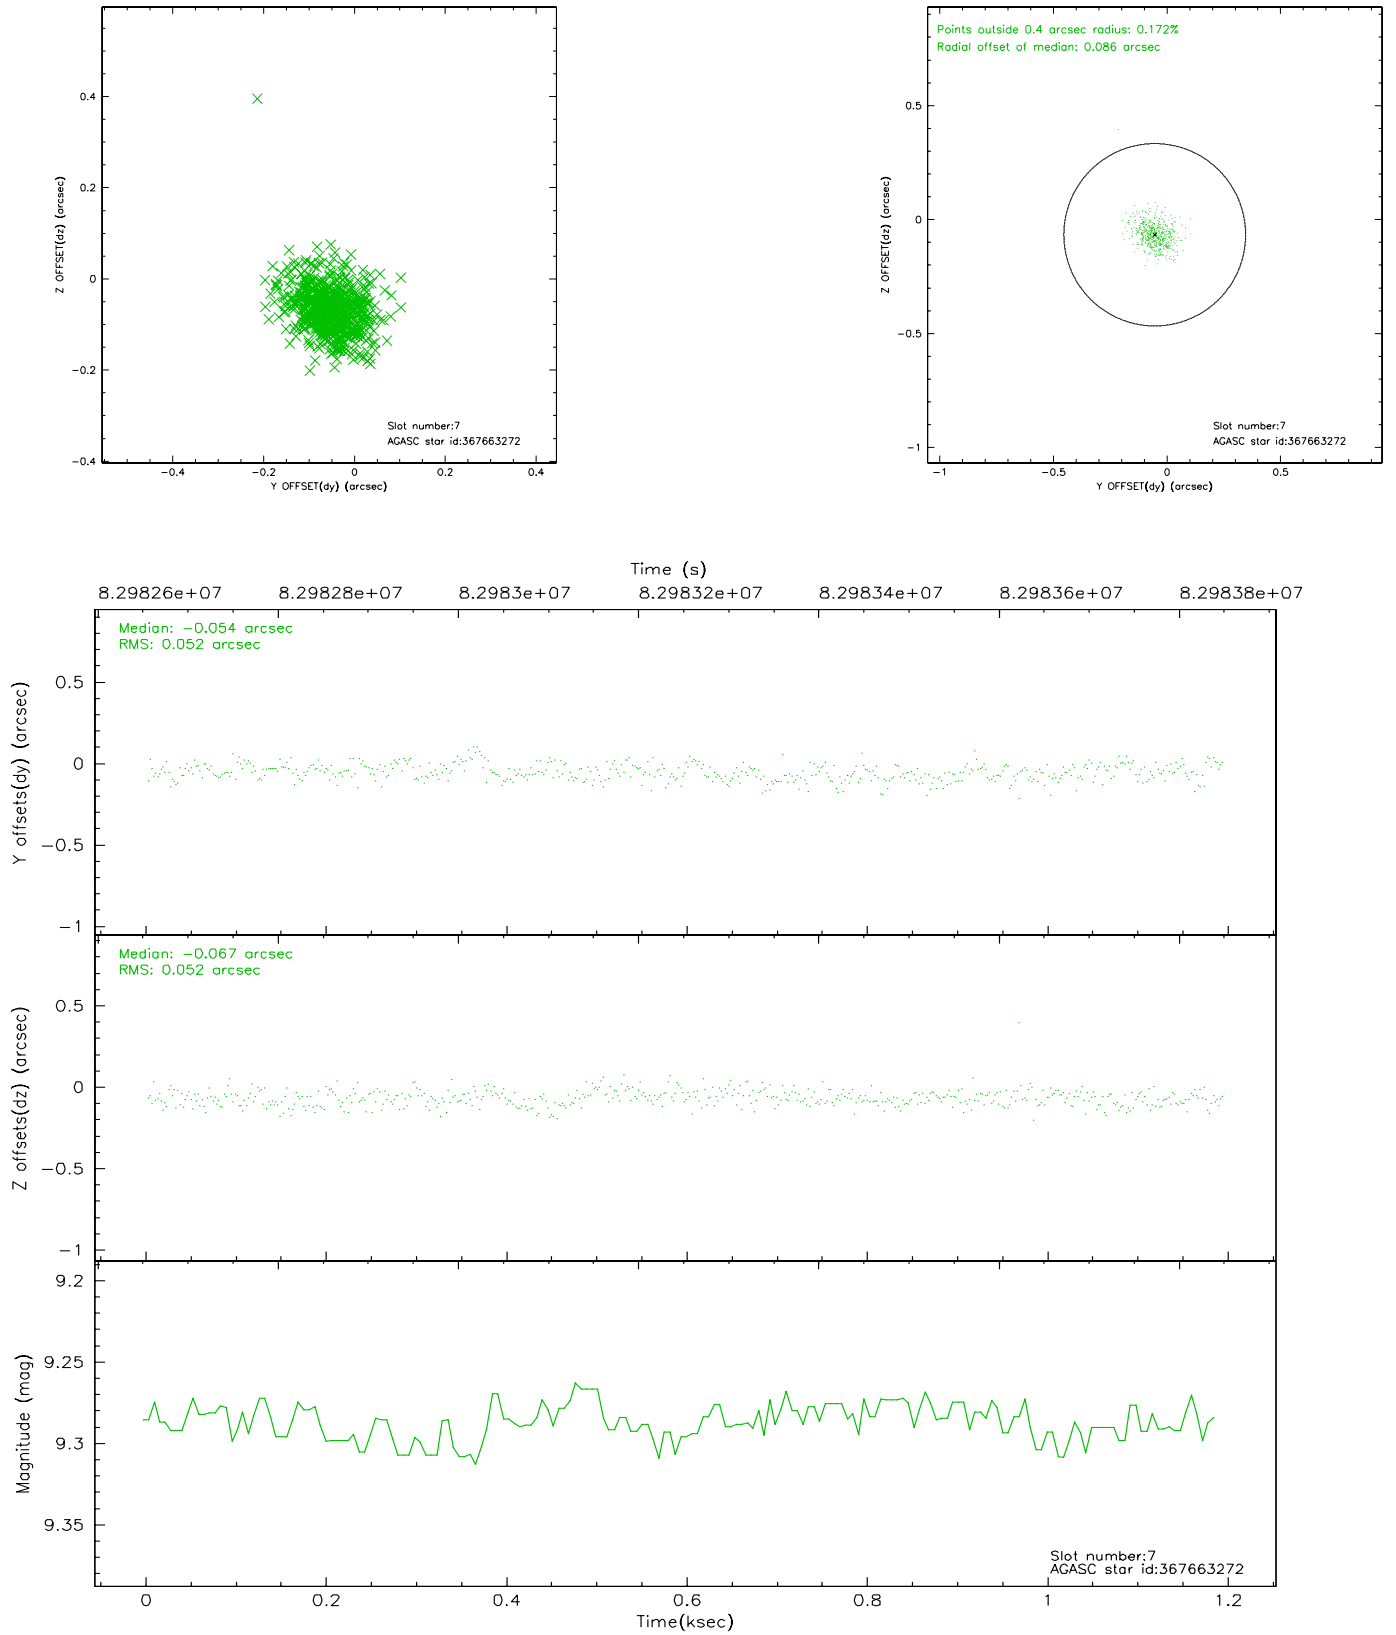 0.4
0.2
0
−0.2
−0.4
Z OFFSET(dz) (arcsec)
−0.4
−0.2
0
0.2
0.4
Y OFFSET(dy) (arcsec)
Slot number:7
AGASC star id:367663272
Points outside 0.4 arcsec radius: 0.172%
Radial offset of median: 0.086 arcsec
0.5
0
−0.5
−1
Z OFFSET(dz) (arcsec)
−1
−0.5
0
0.5
Y OFFSET(dy) (arcsec)
Slot number:7
AGASC star id:367663272
Time (s)
8.29826e+07
8.29828e+07
8.2983e+07
8.29832e+07
8.29834e+07
8.29836e+07
8.29838e+07
Median: −0.054 arcsec
RMS: 0.052 arcsec
0.5
0
−0.5
−1
Y offsets(dy) (arcsec)
Median: −0.067 arcsec
RMS: 0.052 arcsec
0.5
0
−0.5
−1
Z offsets(dz) (arcsec)
9.2
9.25
9.3
9.35
Magnitude (mag)
Slot number:7
AGASC star id:367663272
0
0.2
0.4
0.6
0.8
1
1.2
Time(ksec)